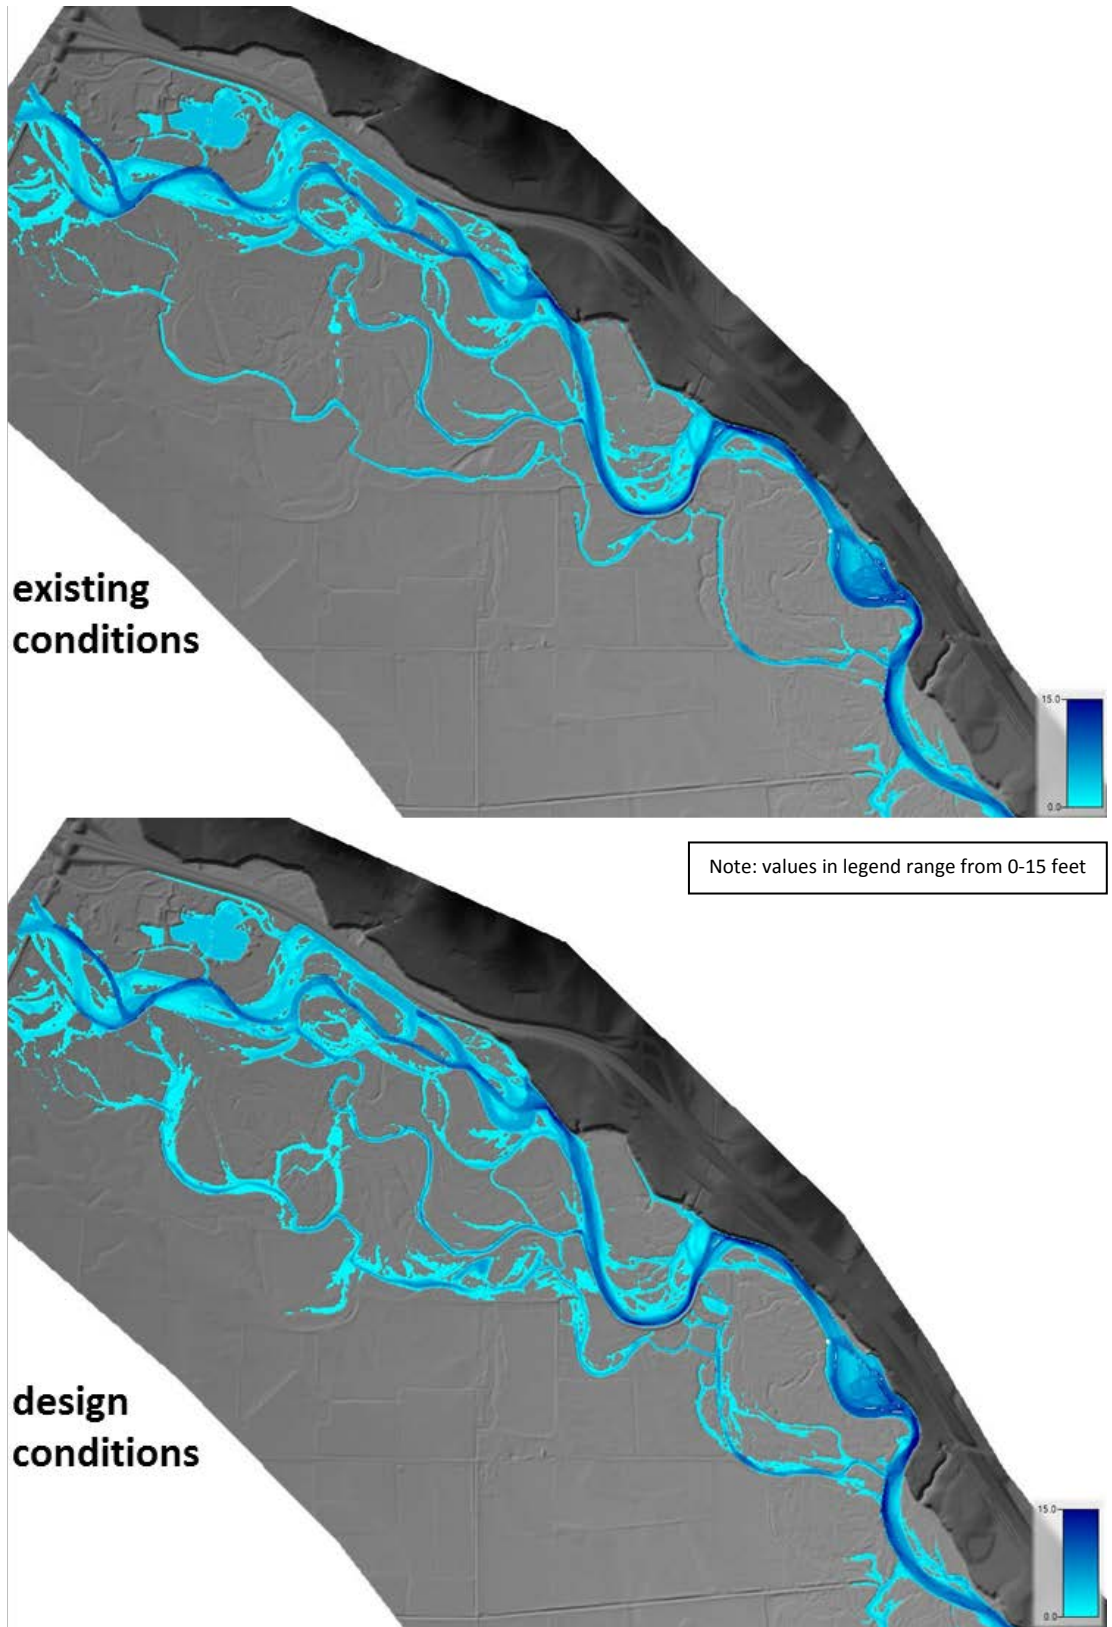 existing
conditions
15.0
0.0
Note: values in legend range from 0-15 feet
design
conditions
15.0
0.0